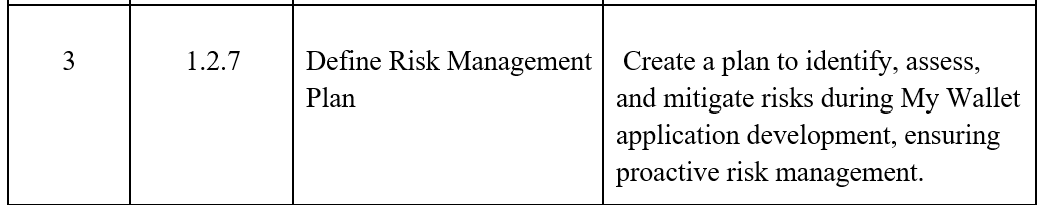 3
1.2.7
Define Risk Management
Plan
Create a plan to identify, assess,
and mitigate risks during My Wallet
application development, ensuring
proactive risk management.